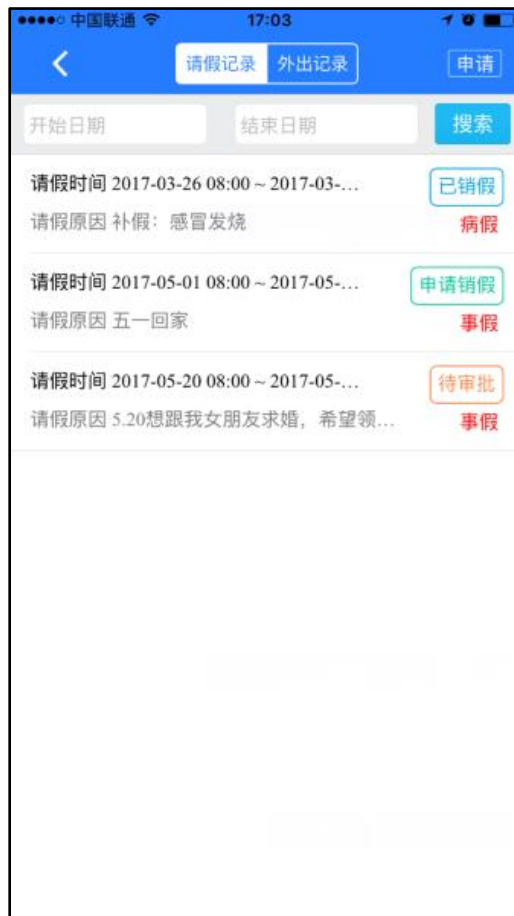 中国联通 17:03
请假记录 外出记录 申请
开始日期 结束日期 搜索
请假时间 2017-03-26 08:00 ~ 2017-03-... 已销假
请假原因 补假：感冒发烧 病假
请假时间 2017-05-01 08:00 ~ 2017-05-... 申请销假
请假原因 五一回家 事假
请假时间 2017-05-20 08:00 ~ 2017-05-... 待审批
请假原因 5.20想跟我女朋友求婚，希望领... 事假